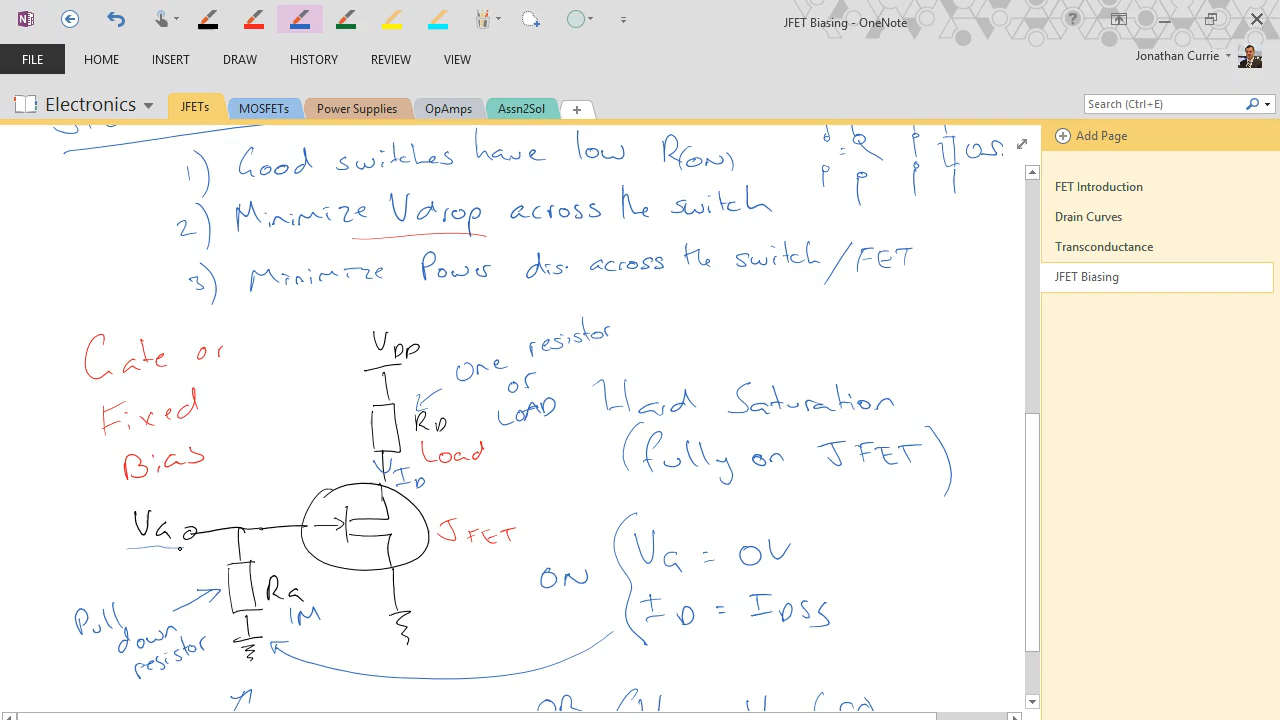 JFET Biasing - OneNote
Jonathan Currie
FILE HOME INSERT DRAW HISTORY REVIEW VIEW
Electronics
JFETs MOSFETs Power Supplies OpAmps Assn2Sol
Search (Ctrl+E)
Add Page
FET Introduction
Drain Curves
Transconductance
JFET Biasing
1) Good switches have low R(ON)
2) Minimize Vdrop across the switch
3) Minimize Power dis. across the switch/FET
Gate or
Fixed
Bias
VDD
RD
Load
One resistor
or
LOAD
ID
VG
JFET
RG
1M
Pull
down
resistor
Hard Saturation
(fully on JFET)
ON
VG = 0V
ID = IDSS